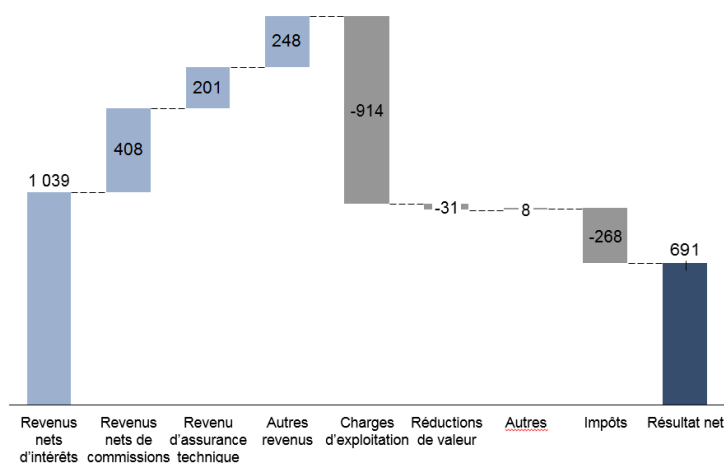 248
201
-914
408
1 039
-31
8
-268
691
Revenus
nets
d'intérêts
Revenus
nets de
commissions
Revenu
d'assurance
technique
Autres
revenus
Charges
d'exploitation
Réductions
de valeur
Autres
Impôts
Résultat net